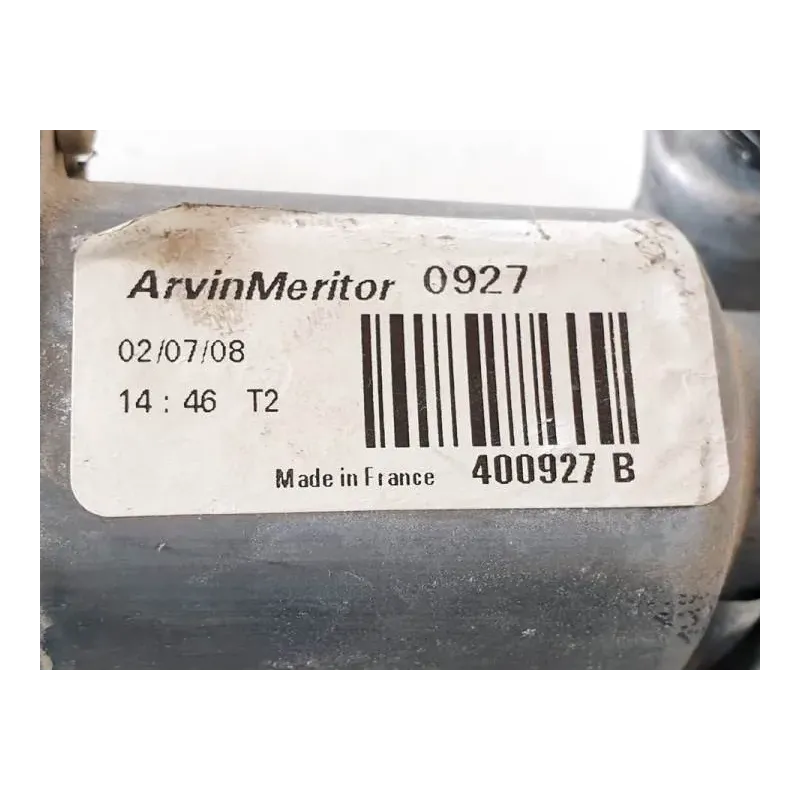 ArvinMeritor 0927
02/07/08
14 : 46 T2
Made in France 400927 B